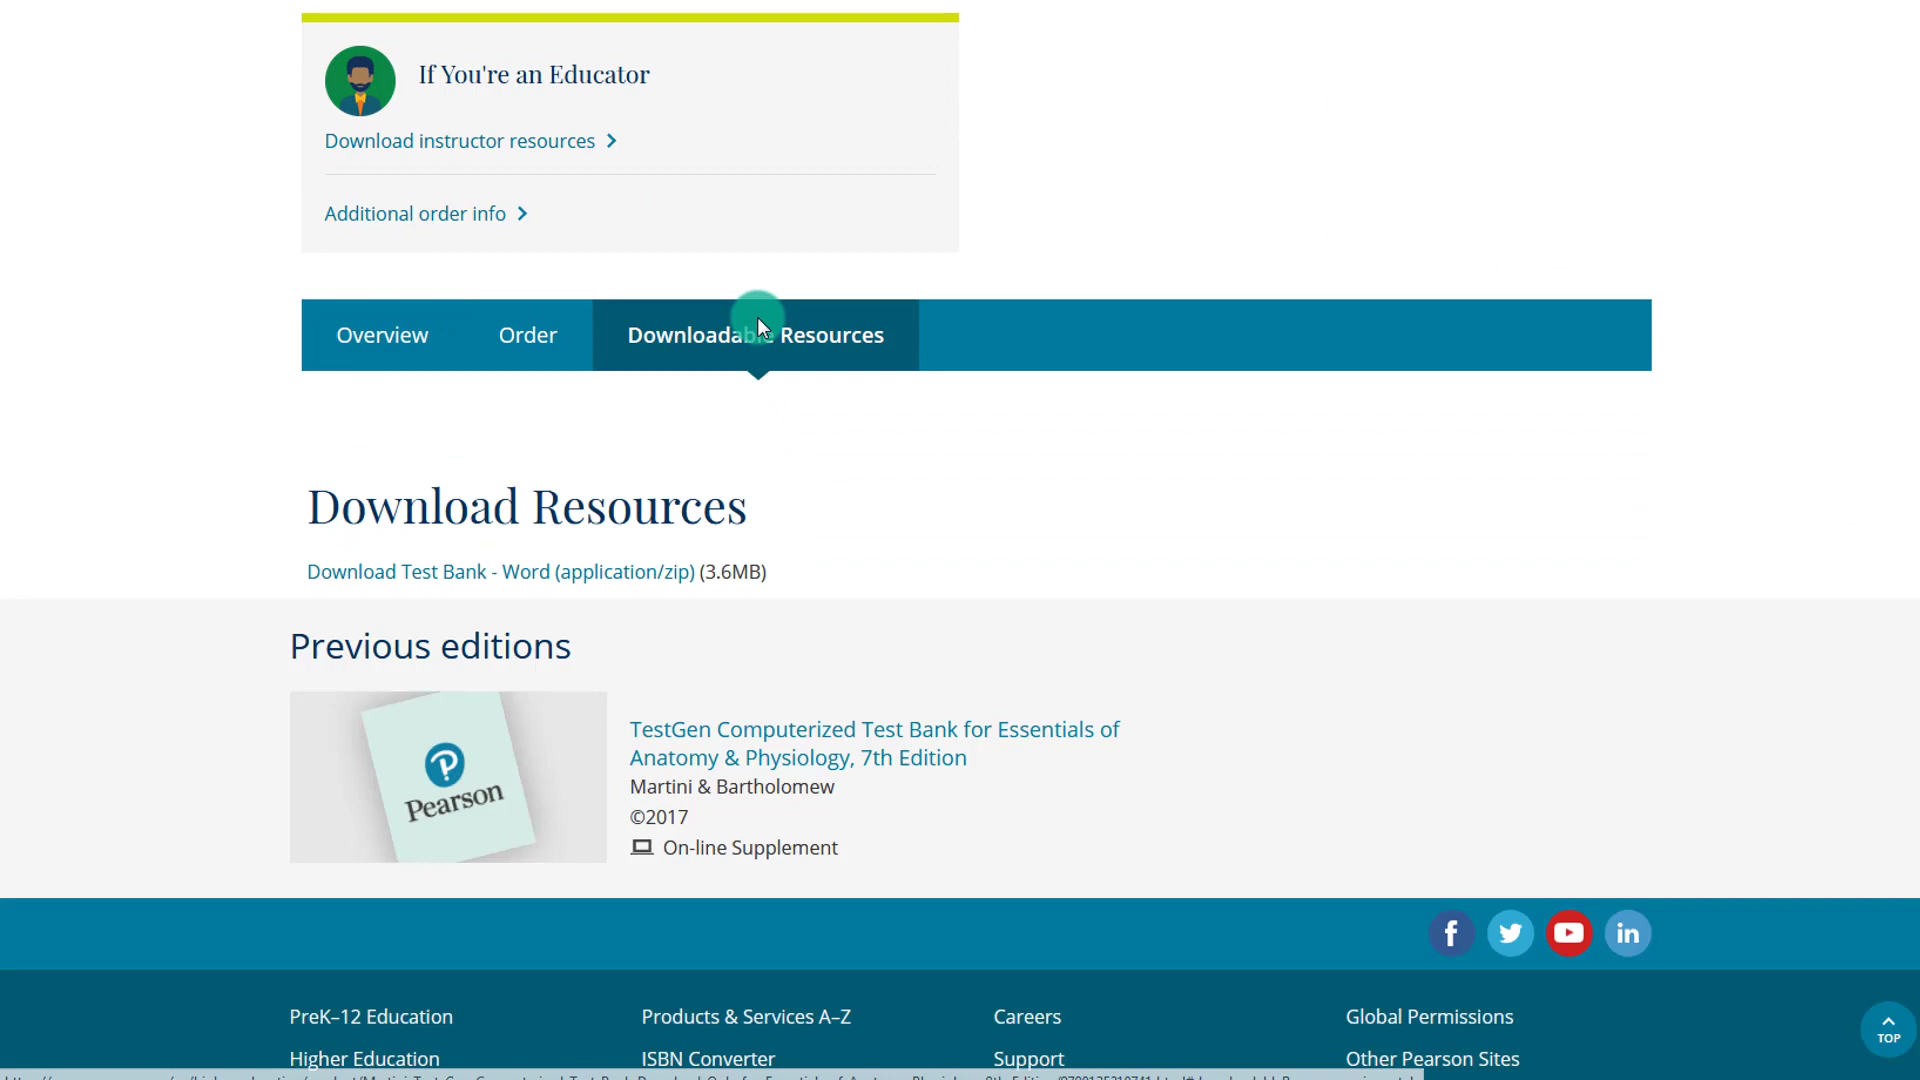 If You're an Educator
Download instructor resources
Additional order info
Overview
Order
Downloadable Resources
Download Resources
Download Test Bank - Word (application/zip) (3.6MB)
Previous editions
Pearson
TestGen Computerized Test Bank for Essentials of
Anatomy & Physiology, 7th Edition
Martini & Bartholomew
©2017
On-line Supplement
PreK–12 Education
Products & Services A–Z
Careers
Global Permissions
TOP
Higher Education
ISBN Converter
Support
Other Pearson Sites